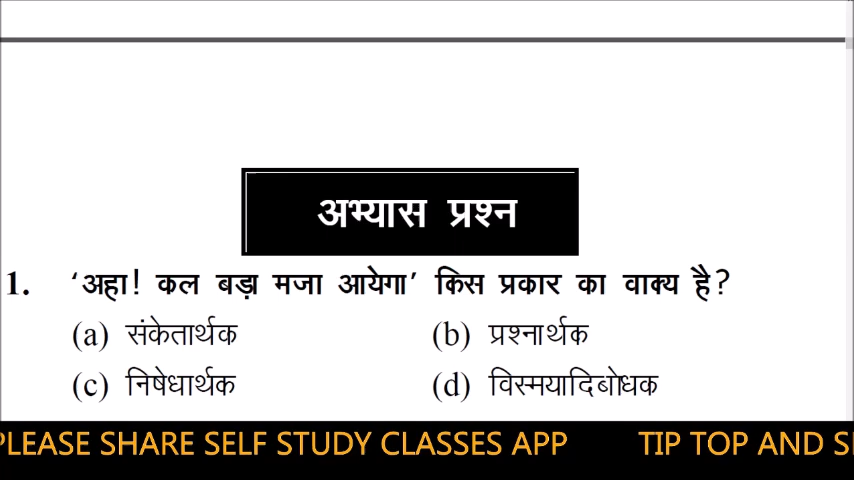 अभ्यास प्रश्न
1. ‘अहा! कल बड़ा मजा आयेगा’ किस प्रकार का वाक्य है?
(a) संकेतार्थक (b) प्रश्नार्थक
(c) निषेधार्थक (d) विस्मयादिबोधक
PLEASE SHARE SELF STUDY CLASSES APP TIP TOP AND